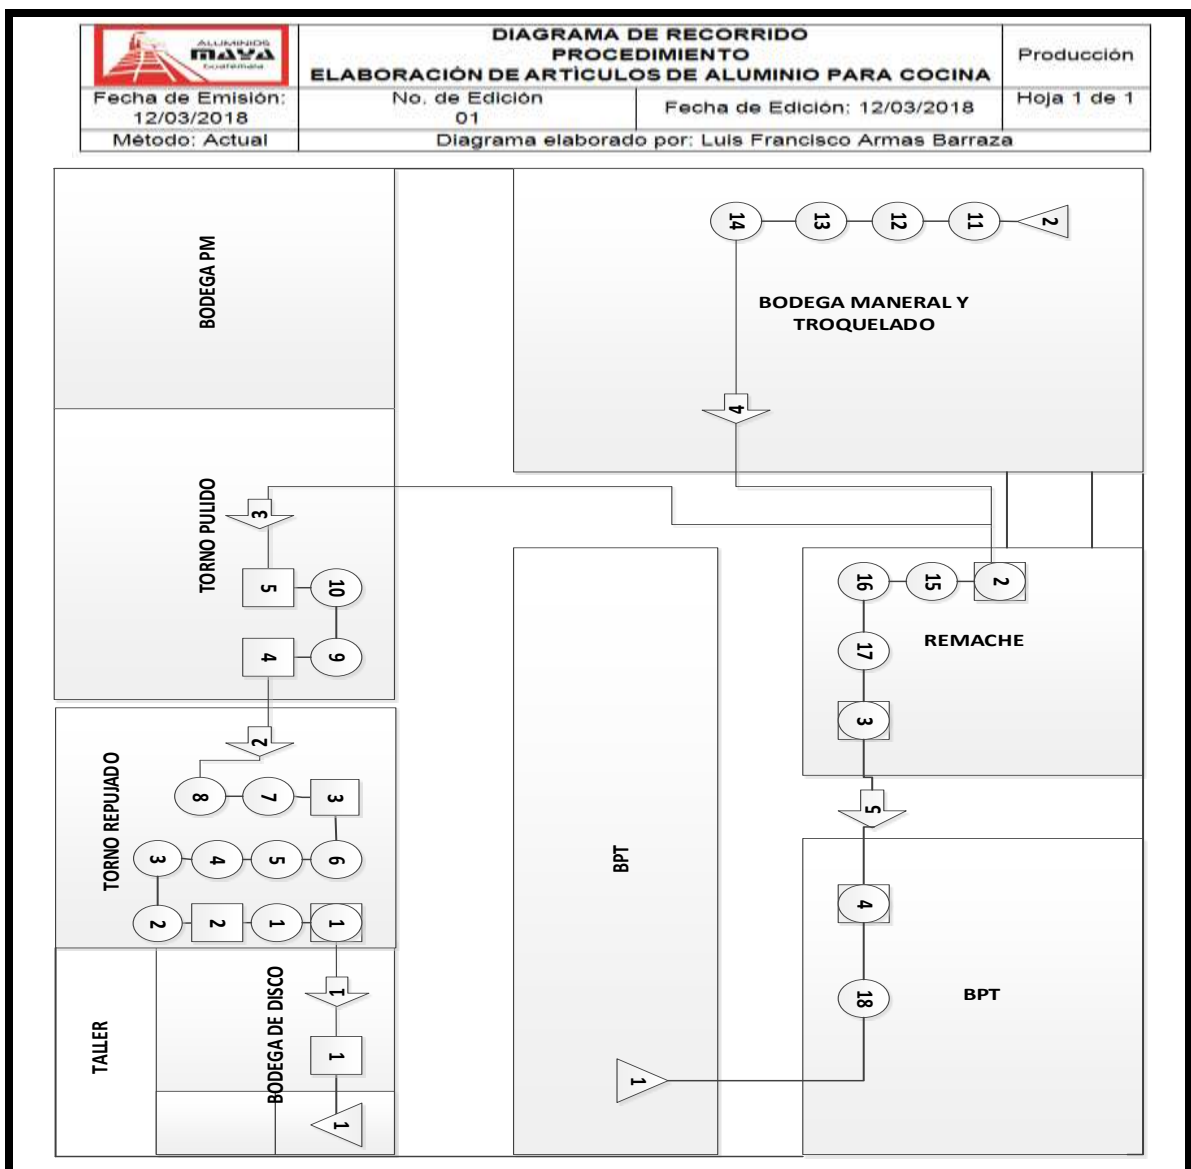 ALUMINIOS
MAYA
Guatemala
DIAGRAMA DE RECORRIDO
PROCEDIMIENTO
ELABORACIÓN DE ARTÌCULOS DE ALUMINIO PARA COCINA
Producción
Fecha de Emisión:
12/03/2018
No. de Edición
01
Fecha de Edición: 12/03/2018
Hoja 1 de 1
Método: Actual
Diagrama elaborado por: Luis Francisco Armas Barraza
BODEGA PM
14 13 12 11 2
BODEGA MANERAL Y
TROQUELADO
4
TORNO PULIDO
3
5 10
4 9
16 15 2
REMACHE
17
3
TORNO REPUJADO
2
8 7 3
3 4 5 6
2 2 1 1
5
BPT
4
18
BPT
TALLER
BODEGA DE DISCO
1
1
1
1